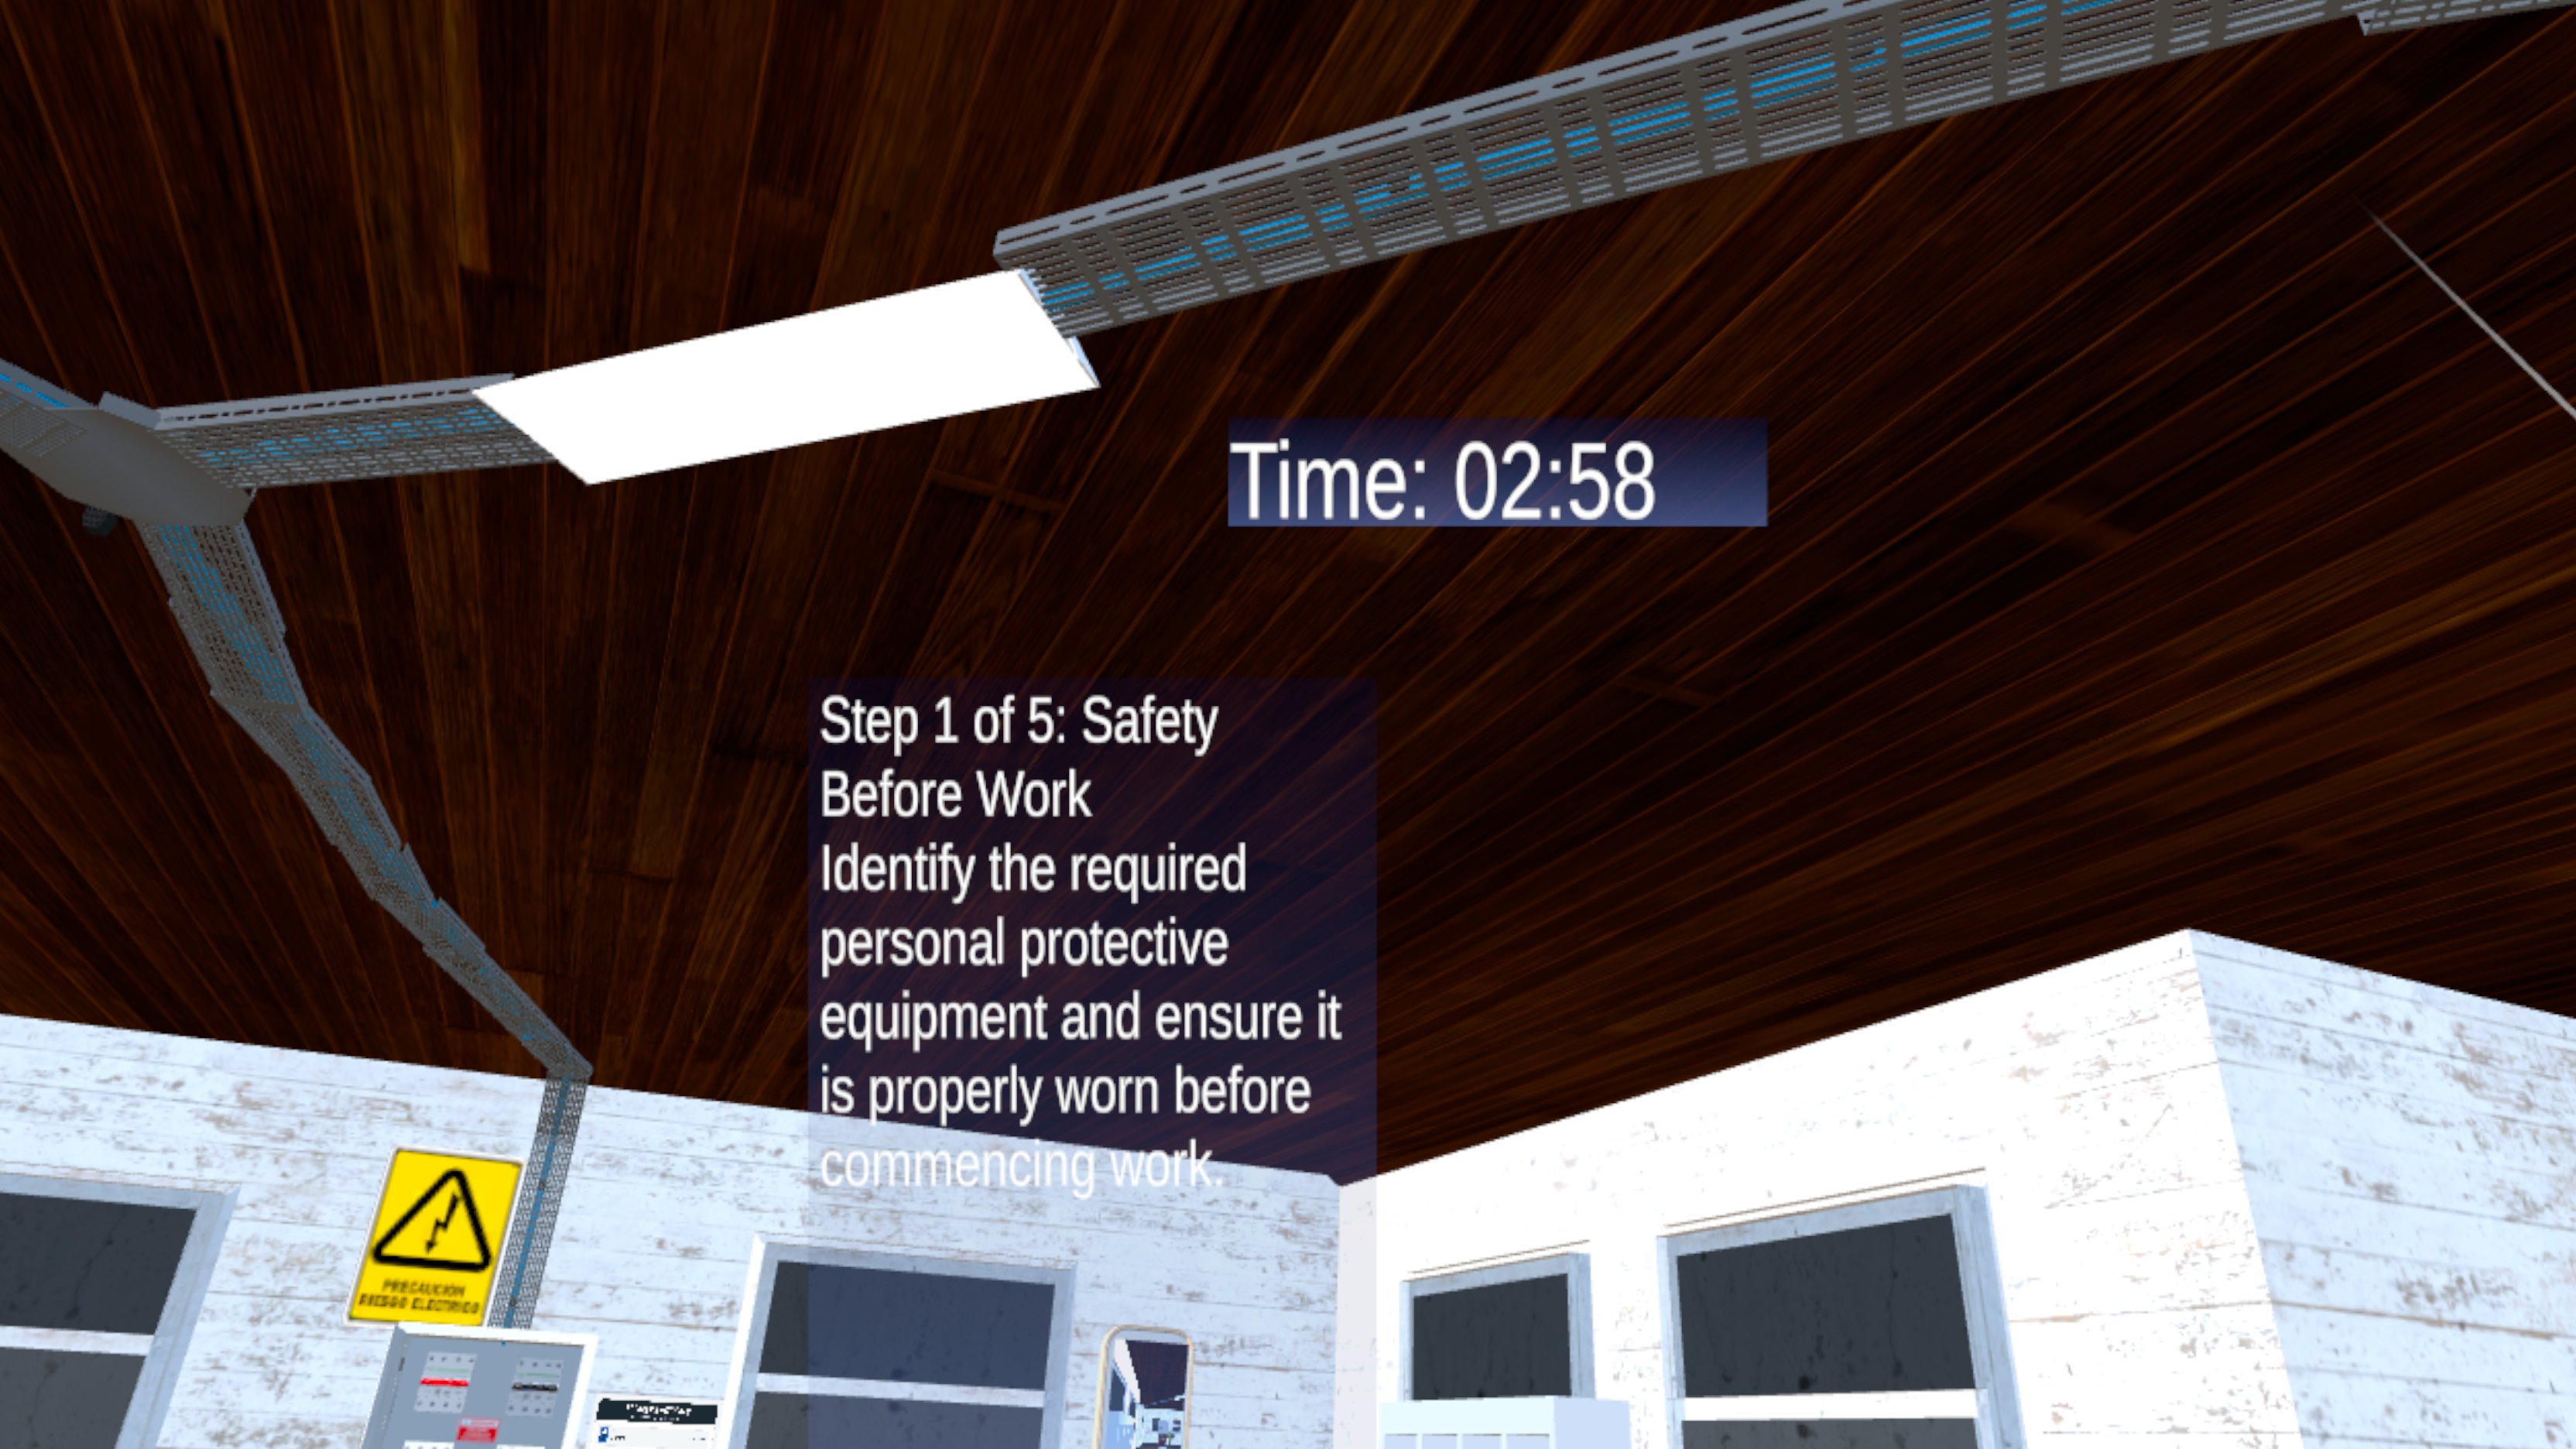 Time: 02:58
Step 1 of 5: Safety
Before Work
Identify the required
personal protective
equipment and ensure it
is properly worn before
commencing work.
PRECAUCION
RIESGO ELECTRICO